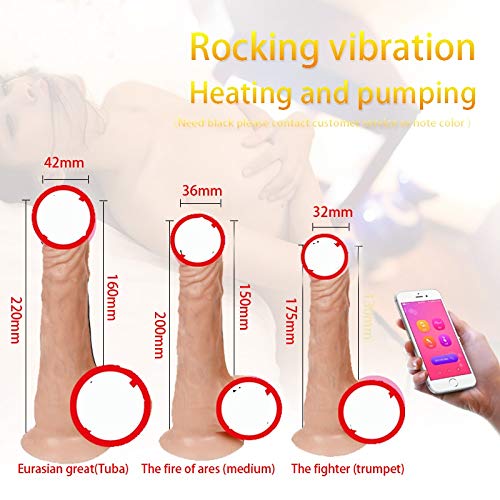 Rocking vibration
Heating and pumping
(Need black please contact customer service or note color)
42mm
36mm
32mm
220mm
160mm
200mm
150mm
175mm
Eurasian great(Tuba)
The fire of ares (medium)
The fighter (trumpet)